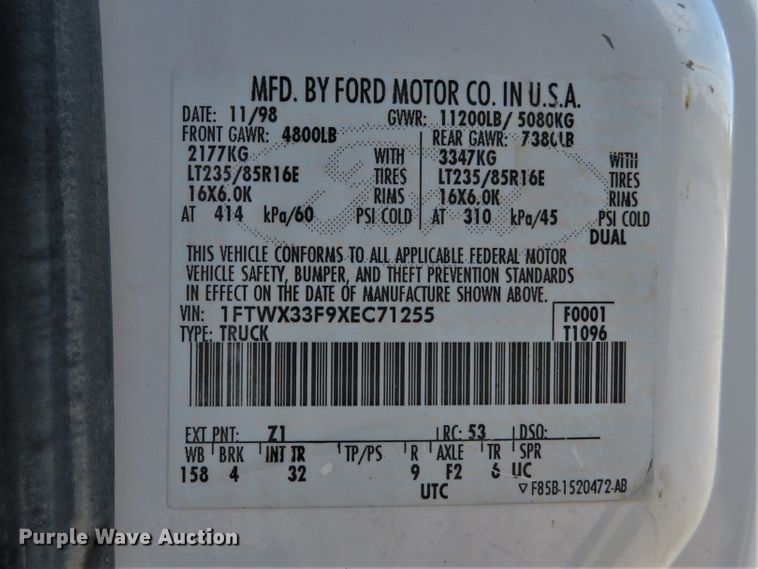 MFD. BY FORD MOTOR CO. IN U.S.A.
DATE: 11/98 GVWR: 11200LB/ 5080KG
FRONT GAWR: 4800LB REAR GAWR: 7380LB
2177KG WITH 3347KG WITH
LT235/85R16E TIRES LT235/85R16E TIRES
16X6.0K RIMS 16X6.0K RIMS
AT 414 kPa/60 PSI COLD AT 310 kPa/45 PSI COLD
DUAL
THIS VEHICLE CONFORMS TO ALL APPLICABLE FEDERAL MOTOR
VEHICLE SAFETY, BUMPER, AND THEFT PREVENTION STANDARDS
IN EFFECT ON THE DATE OF MANUFACTURE SHOWN ABOVE.
VIN: 1FTWX33F9XEC71255 F0001
TYPE: TRUCK T1096
EXT PNT: Z1 RC: 53 DSO:
WB BRK INT TR TP/PS R AXLE TR SPR
158 4 32 9 F2 6 UC
UTC ▽ F85B-1520472-AB
Purple Wave Auction